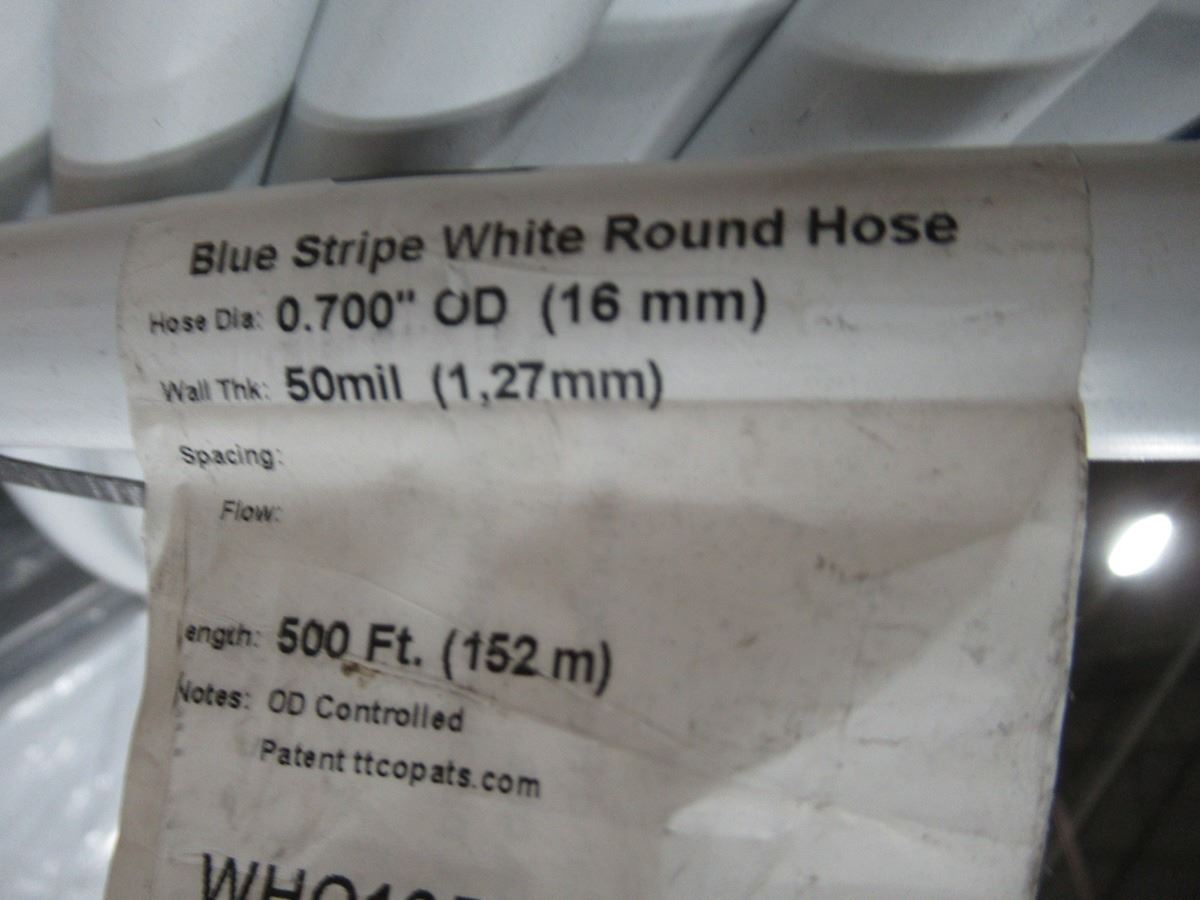 Blue Stripe White Round Hose
Hose Dia: 0.700" OD (16 mm)
Wall Thk: 50mil (1,27mm)
Spacing:
Flow:
ength: 500 Ft. (152 m)
Notes: OD Controlled
Patent ttcopats.com